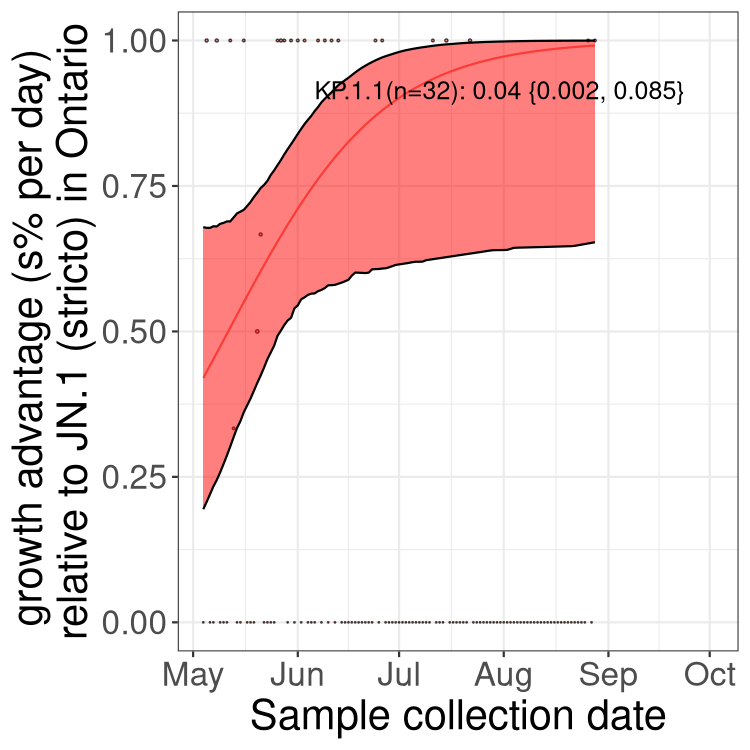 growth advantage (s% per day)
relative to JN.1 (stricto) in Ontario
1.00
0.75
0.50
0.25
0.00
KP.1.1(n=32): 0.04 {0.002, 0.085}
May Jun Jul Aug Sep Oct
Sample collection date